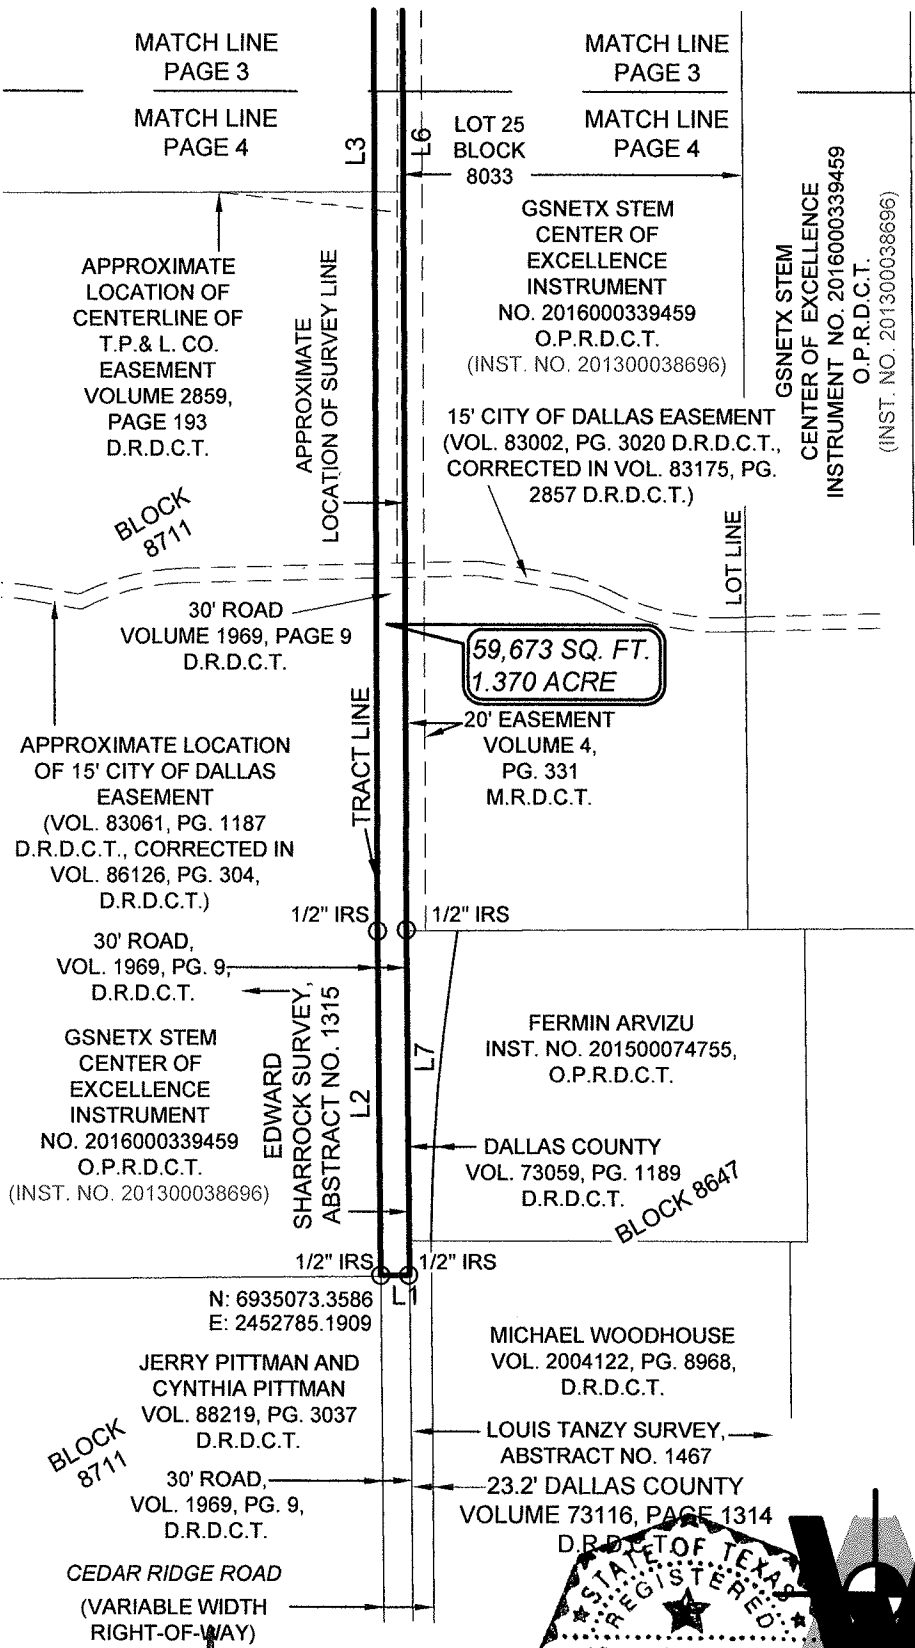 MATCH LINE
PAGE 3
MATCH LINE
PAGE 3
MATCH LINE
PAGE 4
L3
L6
LOT 25
BLOCK
8033
MATCH LINE
PAGE 4
GSNETX STEM
CENTER OF EXCELLENCE
INSTRUMENT NO. 2016000339459
O.P.R.D.C.T.
(INST. NO. 201300038696)
GSNETX STEM
CENTER OF
EXCELLENCE
INSTRUMENT
NO. 2016000339459
O.P.R.D.C.T.
(INST. NO. 201300038696)
APPROXIMATE
LOCATION OF
CENTERLINE OF
T.P.& L. CO.
EASEMENT
VOLUME 2859,
PAGE 193
D.R.D.C.T.
APPROXIMATE
LOCATION OF SURVEY LINE
15' CITY OF DALLAS EASEMENT
(VOL. 83002, PG. 3020 D.R.D.C.T.,
CORRECTED IN VOL. 83175, PG.
2857 D.R.D.C.T.)
BLOCK
8711
LOT LINE
30' ROAD
VOLUME 1969, PAGE 9
D.R.D.C.T.
59,673 SQ. FT.
1.370 ACRE
TRACT LINE
20' EASEMENT
VOLUME 4,
PG. 331
M.R.D.C.T.
APPROXIMATE LOCATION
OF 15' CITY OF DALLAS
EASEMENT
(VOL. 83061, PG. 1187
D.R.D.C.T., CORRECTED IN
VOL. 86126, PG. 304,
D.R.D.C.T.)
1/2" IRS
1/2" IRS
30' ROAD,
VOL. 1969, PG. 9,
D.R.D.C.T.
EDWARD
SHARROCK SURVEY,
ABSTRACT NO. 1315
L2
L7
FERMIN ARVIZU
INST. NO. 201500074755,
O.P.R.D.C.T.
GSNETX STEM
CENTER OF
EXCELLENCE
INSTRUMENT
NO. 2016000339459
O.P.R.D.C.T.
(INST. NO. 201300038696)
DALLAS COUNTY
VOL. 73059, PG. 1189
D.R.D.C.T.
BLOCK 8647
1/2" IRS
1/2" IRS
L1
N: 6935073.3586
E: 2452785.1909
JERRY PITTMAN AND
CYNTHIA PITTMAN
VOL. 88219, PG. 3037
D.R.D.C.T.
MICHAEL WOODHOUSE
VOL. 2004122, PG. 8968,
D.R.D.C.T.
BLOCK
8711
LOUIS TANZY SURVEY,
ABSTRACT NO. 1467
30' ROAD,
VOL. 1969, PG. 9,
D.R.D.C.T.
23.2' DALLAS COUNTY
VOLUME 73116, PAGE 1314
D.R.D.C.T.
CEDAR RIDGE ROAD
(VARIABLE WIDTH
RIGHT-OF-WAY)
STATE OF TEXAS
REGISTERED